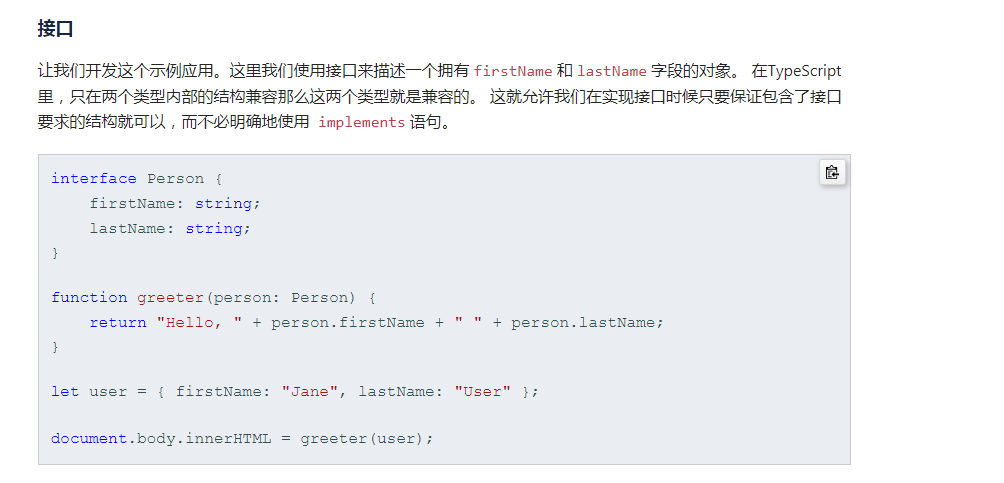 接口
让我们开发这个示例应用。这里我们使用接口来描述一个拥有 firstName 和 lastName 字段的对象。 在TypeScript
里，只在两个类型内部的结构兼容那么这两个类型就是兼容的。 这就允许我们在实现接口时候只要保证包含了接口
要求的结构就可以，而不必明确地使用 implements 语句。
interface Person {
    firstName: string;
    lastName: string;
}
function greeter(person: Person) {
    return "Hello, " + person.firstName + " " + person.lastName;
}
let user = { firstName: "Jane", lastName: "User" };
document.body.innerHTML = greeter(user);